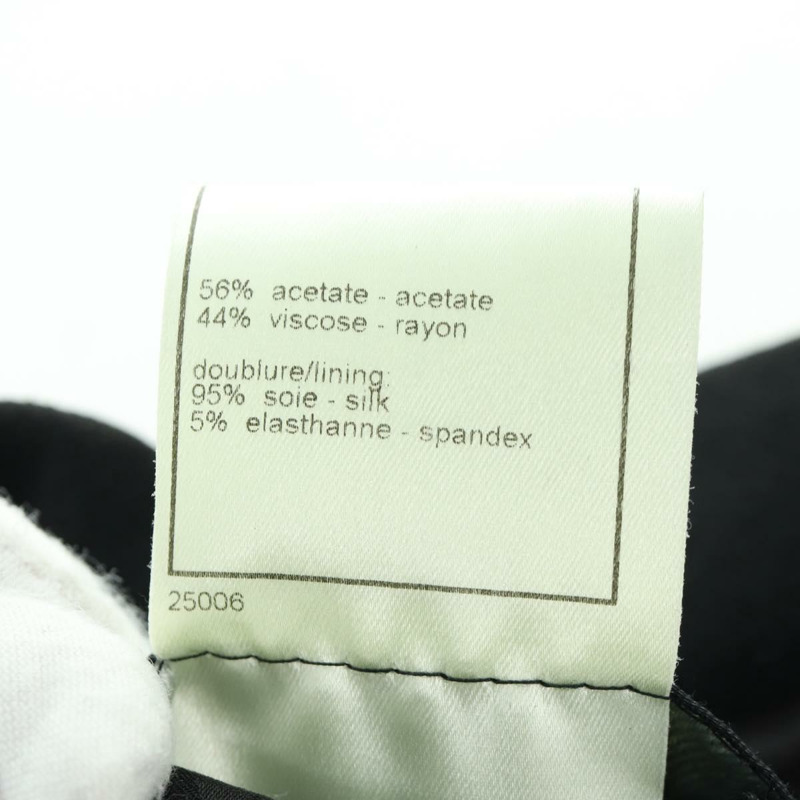 56% acetate - acetate
44% viscose - rayon
doublure/lining:
95% soie - silk
5% elasthanne - spandex
25006